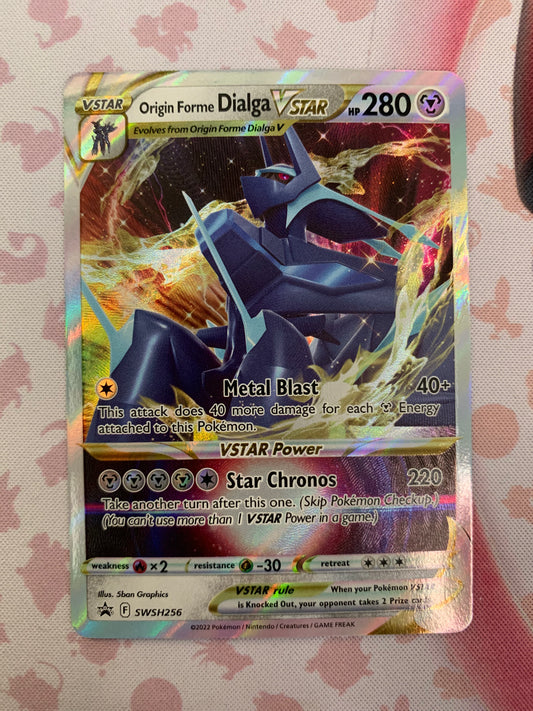 VSTAR Origin Forme Dialga VSTAR HP 280
Evolves from Origin Forme Dialga V
Metal Blast 40+
This attack does 40 more damage for each Energy
attached to this Pokémon.
VSTAR Power
Star Chronos 220
Take another turn after this one. (Skip Pokémon Checkup.)
(You can't use more than 1 VSTAR Power in a game.)
weakness ×2 resistance -30 retreat
Illus. 5ban Graphics
F SWSH256
VSTAR rule When your Pokémon VSTAR
is Knocked Out, your opponent takes 2 Prize cards.
©2022 Pokémon / Nintendo / Creatures / GAME FREAK